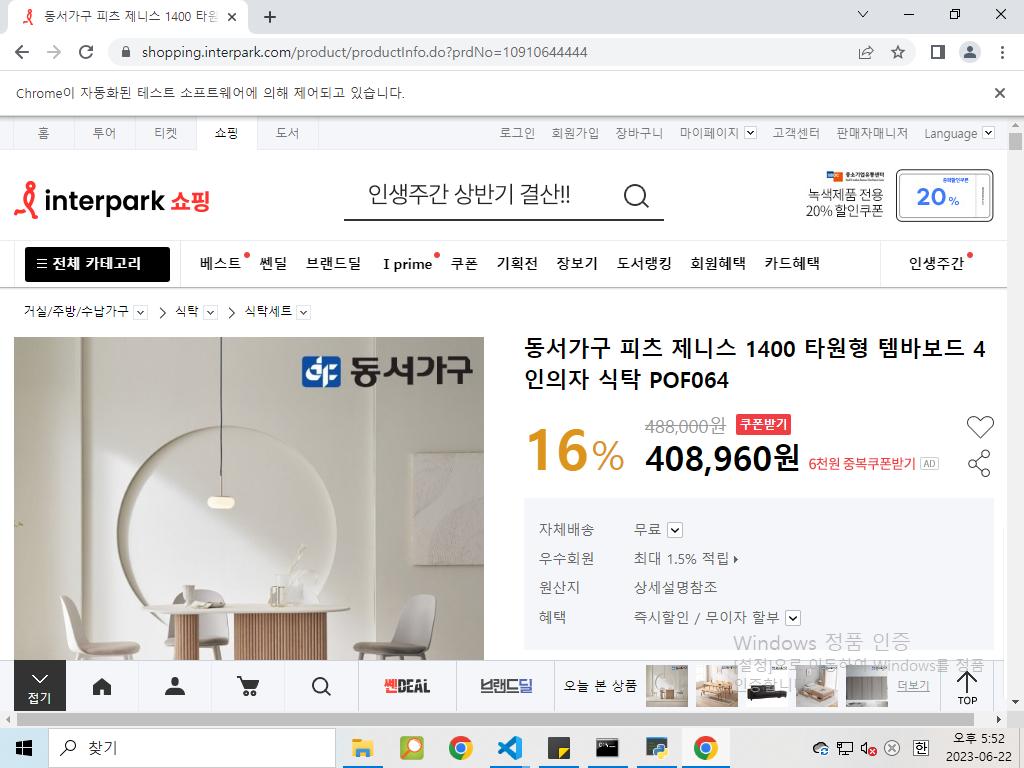 동서가구 피츠 제니스 1400 타원
shopping.interpark.com/product/productInfo.do?prdNo=10910644444
Chrome이 자동화된 테스트 소프트웨어에 의해 제어되고 있습니다.
홈 투어 티켓 쇼핑 도서 로그인 회원가입 장바구니 마이페이지 고객센터 판매자매니저 Language
interpark 쇼핑
인생주간 상반기 결산!!
중소기업유통센터
녹색제품 전용
20% 할인쿠폰
중복할인쿠폰
20%
전체 카테고리 베스트 쎈딜 브랜드딜 I prime 쿠폰 기획전 장보기 도서랭킹 회원혜택 카드혜택 인생주간
거실/주방/수납가구 > 식탁 > 식탁세트
동서가구
동서가구 피츠 제니스 1400 타원형 템바보드 4
인의자 식탁 POF064
16%
488,000원 쿠폰받기
408,960원 6천원 중복쿠폰받기 AD
자체배송 무료
우수회원 최대 1.5% 적립
원산지 상세설명참조
혜택 즉시할인 / 무이자 할부
Windows 정품 인증
[설정]으로 이동하여 Windows를 정품
인증합니
접기
쎈DEAL
브랜드딜
오늘 본 상품
더보기
TOP
찾기
한
오후 5:52
2023-06-22